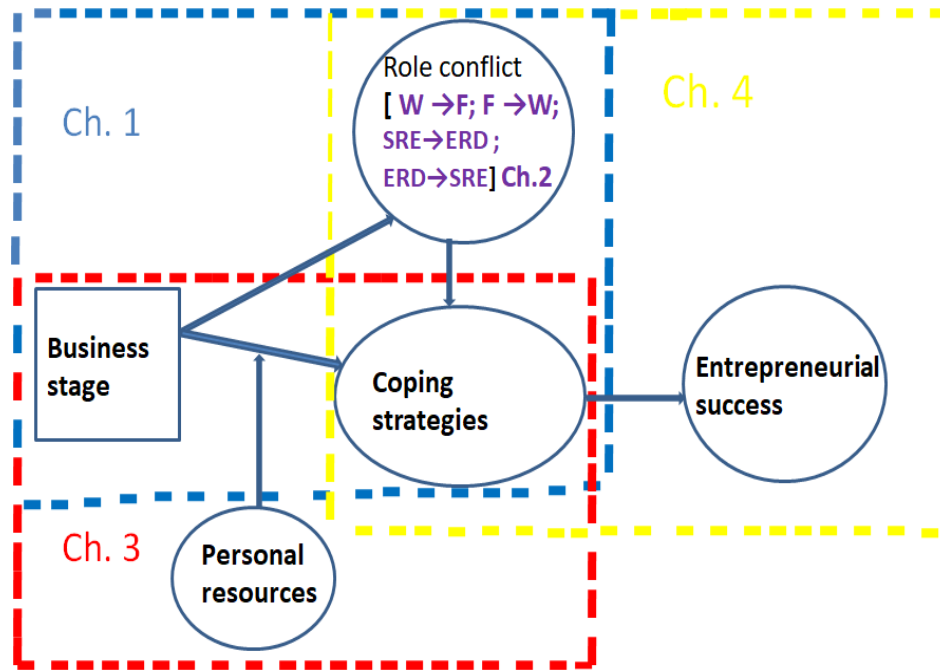 Ch. 1
Role conflict
[ W →F; F →W;
SRE→ERD ;
ERD→SRE] Ch.2
Ch. 4
Business
stage
Coping
strategies
Entrepreneurial
success
Ch. 3
Personal
resources